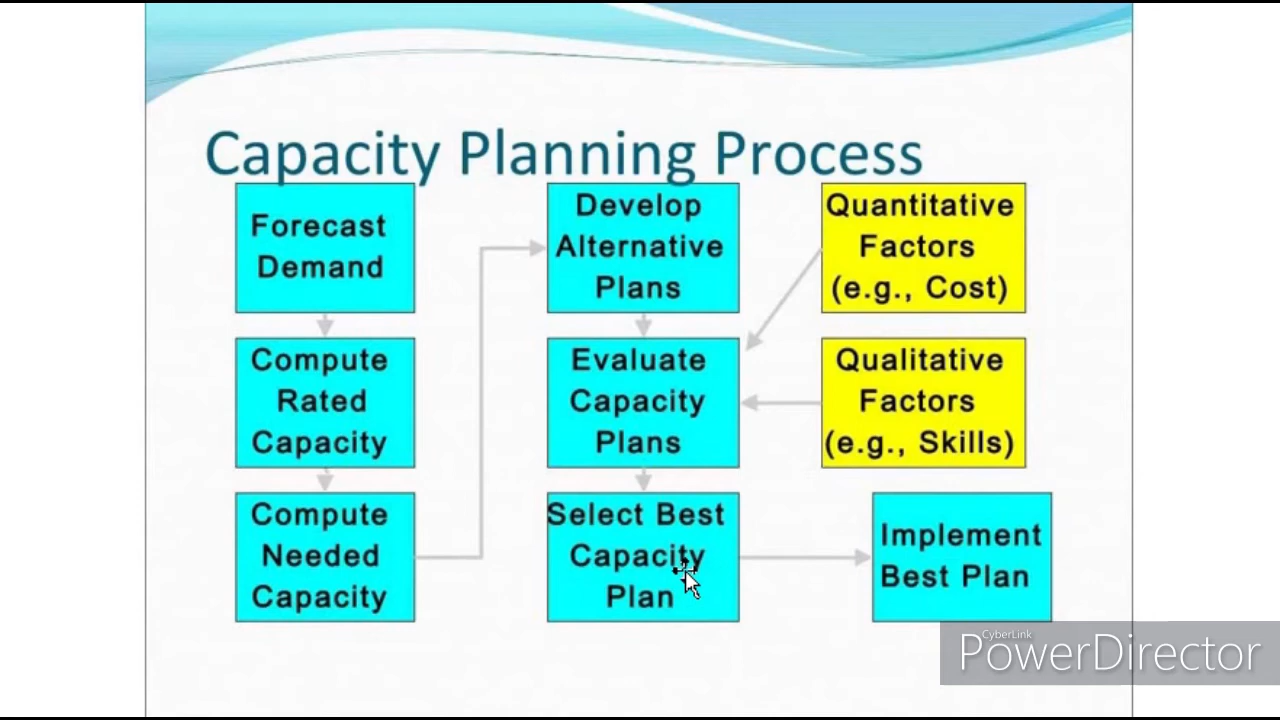 Capacity Planning Process
Forecast
Demand
Compute
Rated
Capacity
Compute
Needed
Capacity
Develop
Alternative
Plans
Evaluate
Capacity
Plans
Select Best
Capacity
Plan
Quantitative
Factors
(e.g., Cost)
Qualitative
Factors
(e.g., Skills)
Implement
Best Plan
CyberLink
PowerDirector